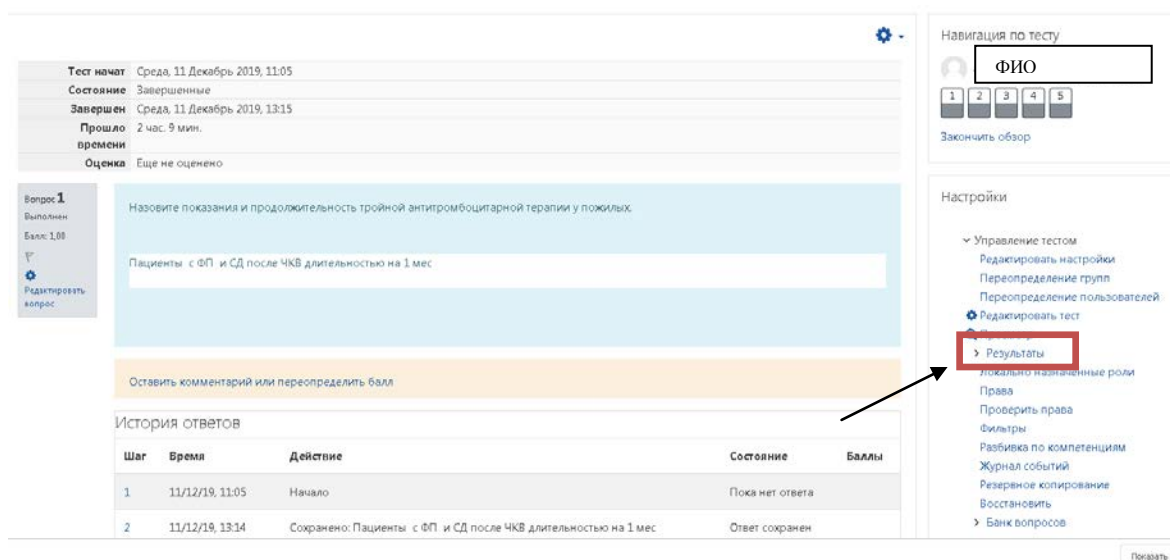 Тест начат Среда, 11 Декабрь 2019, 11:05
Состояние Завершенные
Завершен Среда, 11 Декабрь 2019, 13:15
Прошло времени 2 час. 9 мин.
Оценка Еще не оценено
Вопрос 1
Выполнен
Балл: 1,00
Редактировать
вопрос
Назовите показания и продолжительность тройной антитромбоцитарной терапии у пожилых.
Пациенты с ФП и СД после ЧКВ длительностью на 1 мес
Оставить комментарий или переопределить балл
История ответов
Шаг Время Действие Состояние Баллы
1 11/12/19, 11:05 Начало Пока нет ответа
2 11/12/19, 13:14 Сохранено: Пациенты с ФП и СД после ЧКВ длительностью на 1 мес Ответ сохранен
Навигация по тесту
ФИО
1 2 3 4 5
Закончить обзор
Настройки
Управление тестом
Редактировать настройки
Переопределение групп
Переопределение пользователей
Редактировать тест
Результаты
Локально назначенные роли
Права
Проверить права
Фильтры
Разбивка по компетенциям
Журнал событий
Резервное копирование
Восстановить
Банк вопросов
Показать